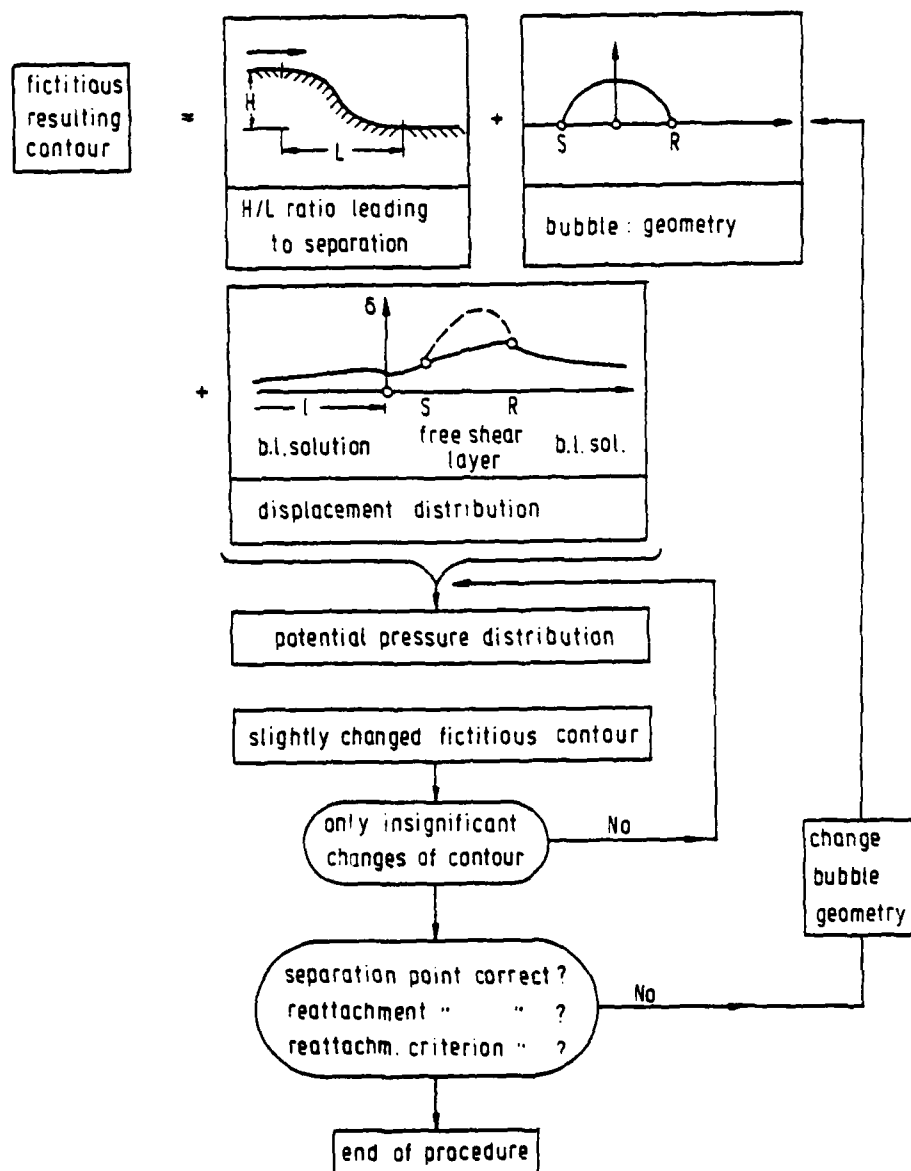 fictitious
resulting
contour
=
H
L
H/L ratio leading
to separation
+
S
R
bubble : geometry
+
δ
l
S
R
b.l. solution
free shear
layer
b.l. sol.
displacement distribution
potential pressure distribution
slightly changed fictitious contour
only insignificant
changes of contour
No
change
bubble
geometry
separation point correct ?
reattachment " " ?
reattachm. criterion " ?
No
end of procedure